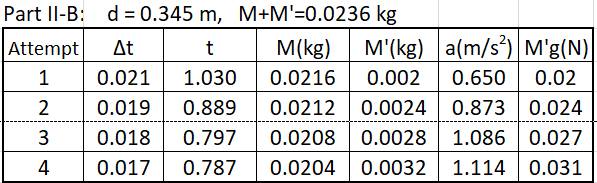 Part II-B: d = 0.345 m, M+M'=0.0236 kg
Attempt Δt t M(kg) M'(kg) a(m/s²) M'g(N)
1 0.021 1.030 0.0216 0.002 0.650 0.02
2 0.019 0.889 0.0212 0.0024 0.873 0.024
3 0.018 0.797 0.0208 0.0028 1.086 0.027
4 0.017 0.787 0.0204 0.0032 1.114 0.031